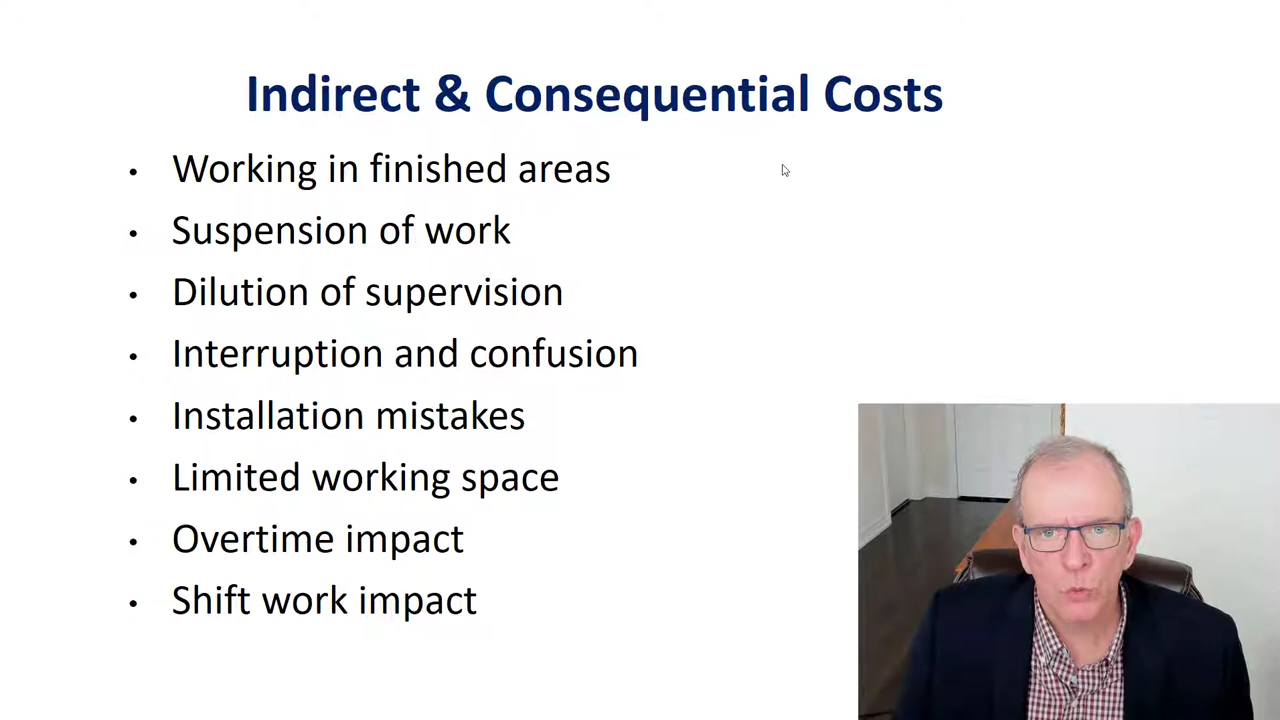 Indirect & Consequential Costs
• Working in finished areas
• Suspension of work
• Dilution of supervision
• Interruption and confusion
• Installation mistakes
• Limited working space
• Overtime impact
• Shift work impact